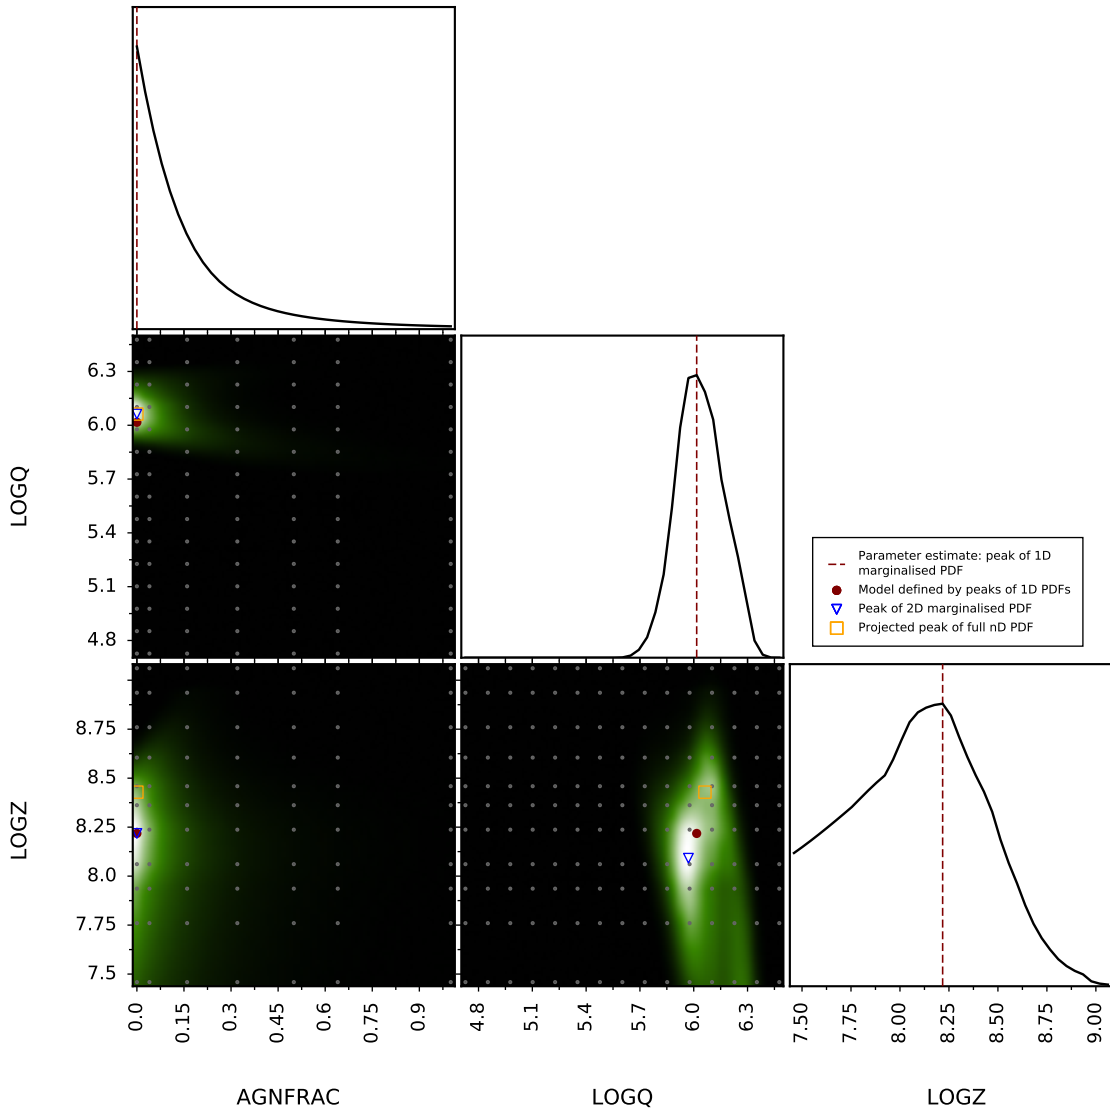 6.3
6.0
5.7
5.4
5.1
4.8
LOGQ
Parameter estimate: peak of 1D
marginalised PDF
Model defined by peaks of 1D PDFs
Peak of 2D marginalised PDF
Projected peak of full nD PDF
8.75
8.5
8.25
8.0
7.75
7.5
LOGZ
0.0 0.15 0.3 0.45 0.6 0.75 0.9
4.8 5.1 5.4 5.7 6.0 6.3
7.50 7.75 8.00 8.25 8.50 8.75 9.00
AGNFRAC LOGQ LOGZ